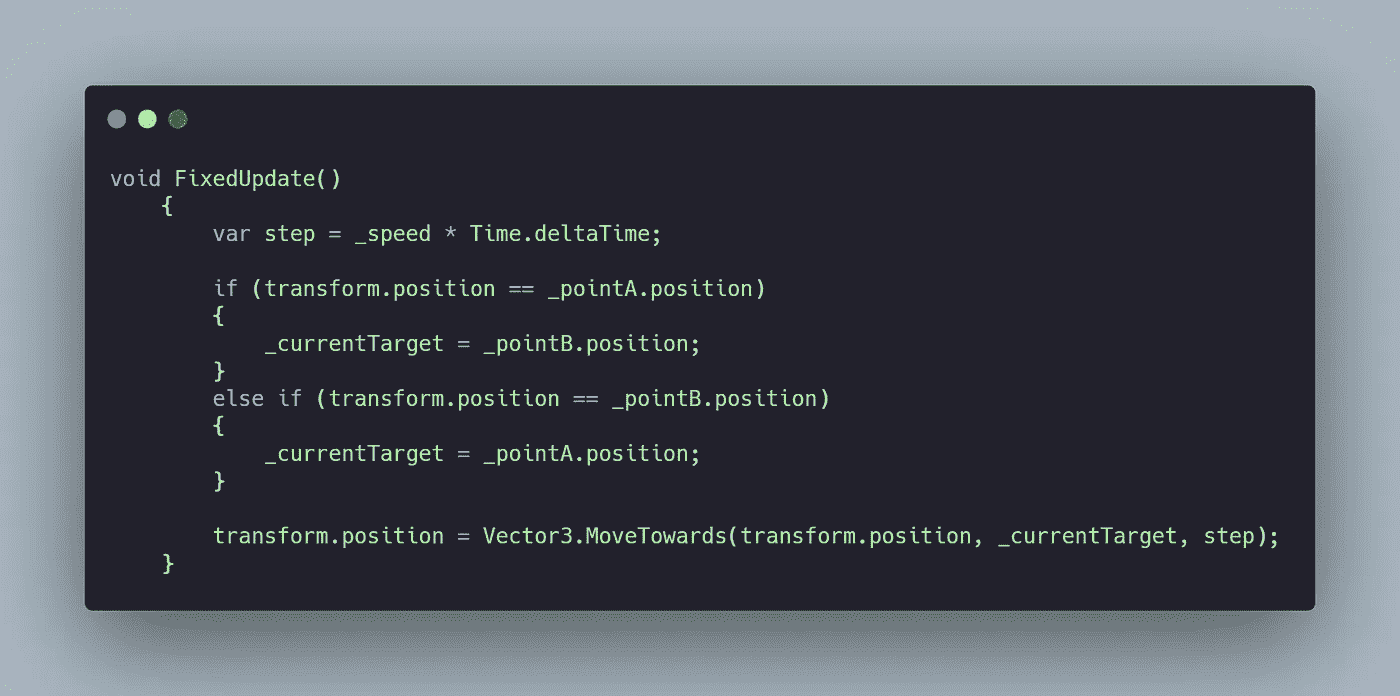 void FixedUpdate()
    {
        var step = _speed * Time.deltaTime;

        if (transform.position == _pointA.position)
        {
            _currentTarget = _pointB.position;
        }
        else if (transform.position == _pointB.position)
        {
            _currentTarget = _pointA.position;
        }

        transform.position = Vector3.MoveTowards(transform.position, _currentTarget, step);
    }